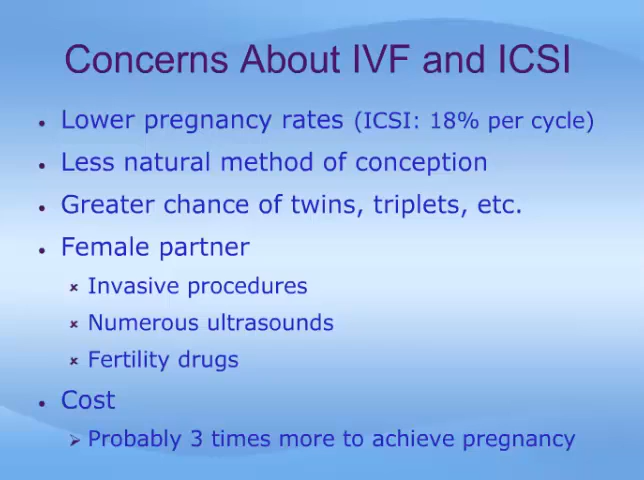 Concerns About IVF and ICSI
• Lower pregnancy rates (ICSI: 18% per cycle)
• Less natural method of conception
• Greater chance of twins, triplets, etc.
• Female partner
× Invasive procedures
× Numerous ultrasounds
× Fertility drugs
• Cost
➢ Probably 3 times more to achieve pregnancy